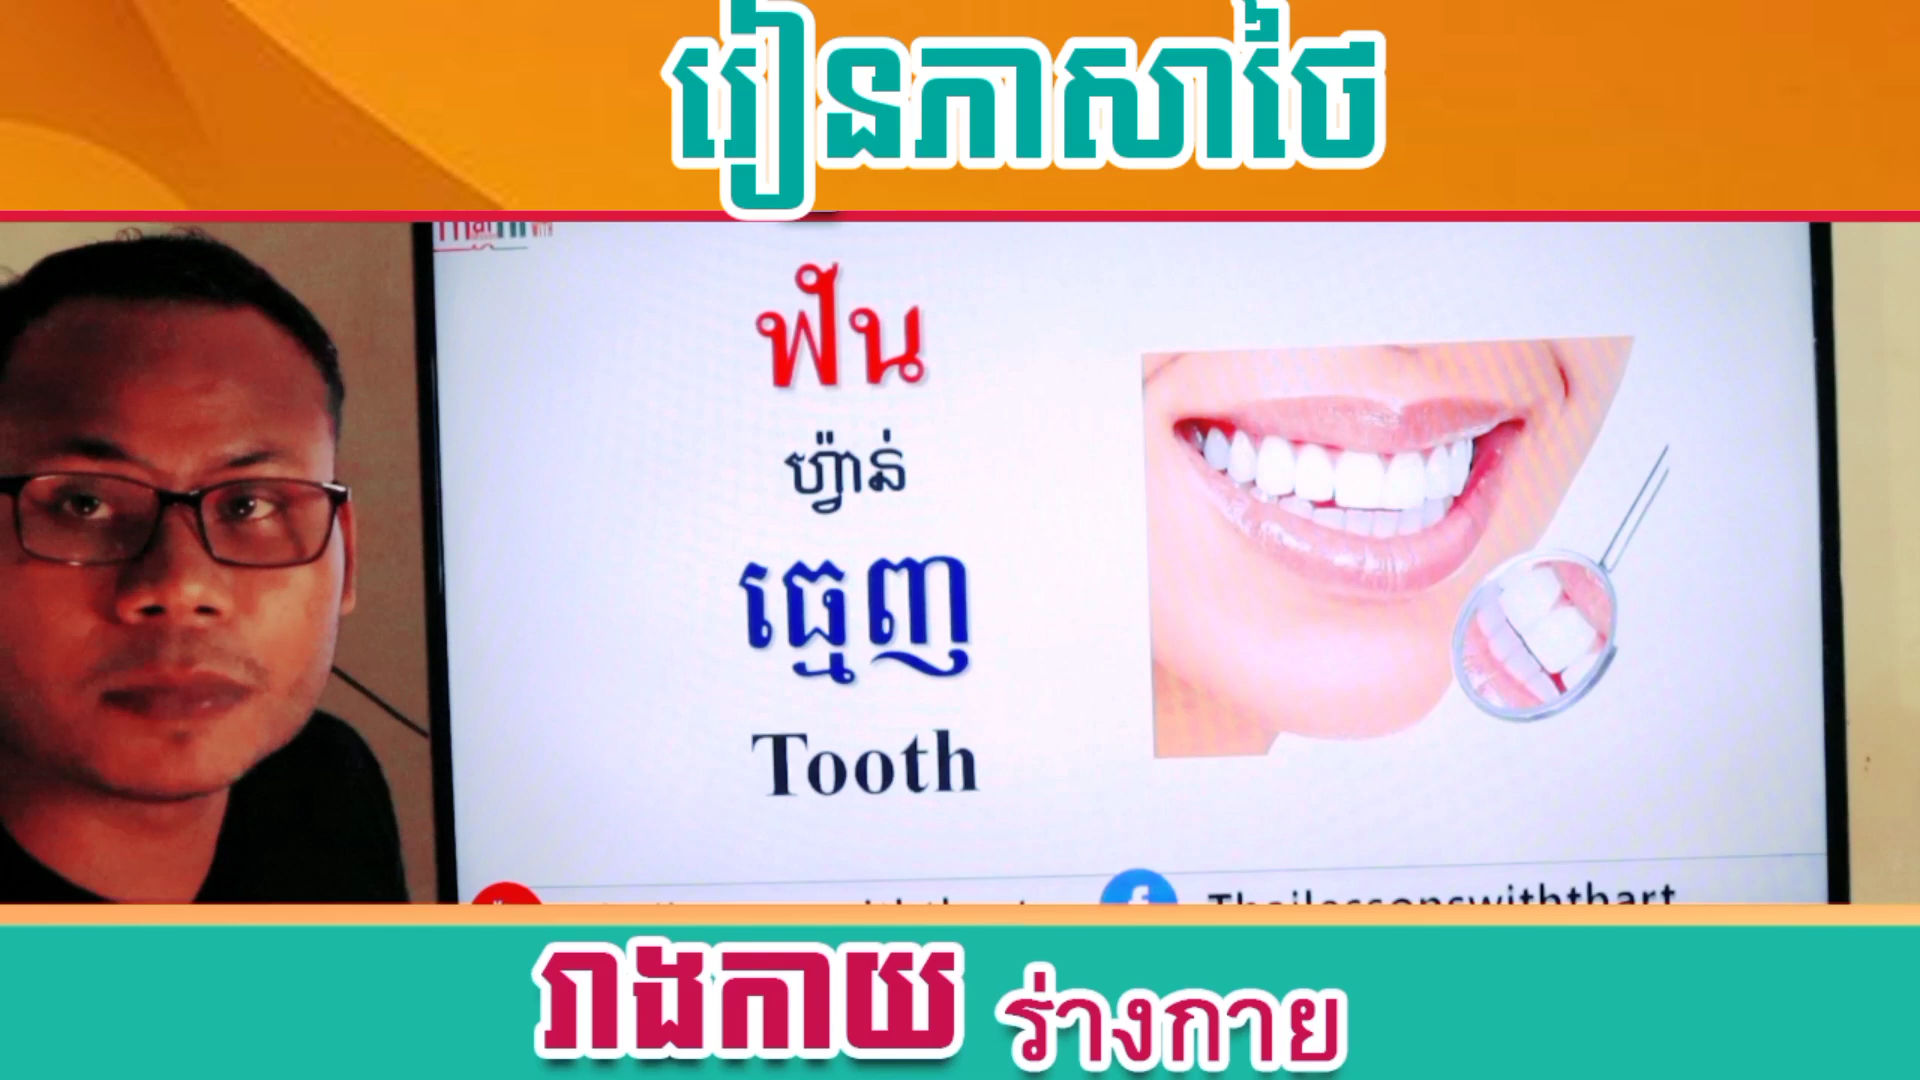 រៀនភាសាថៃ
ฟัน
ហ្វ៊ាន់
ធ្មេញ
Tooth
Thailessonswiththart
រាងកាយ ร่างกาย